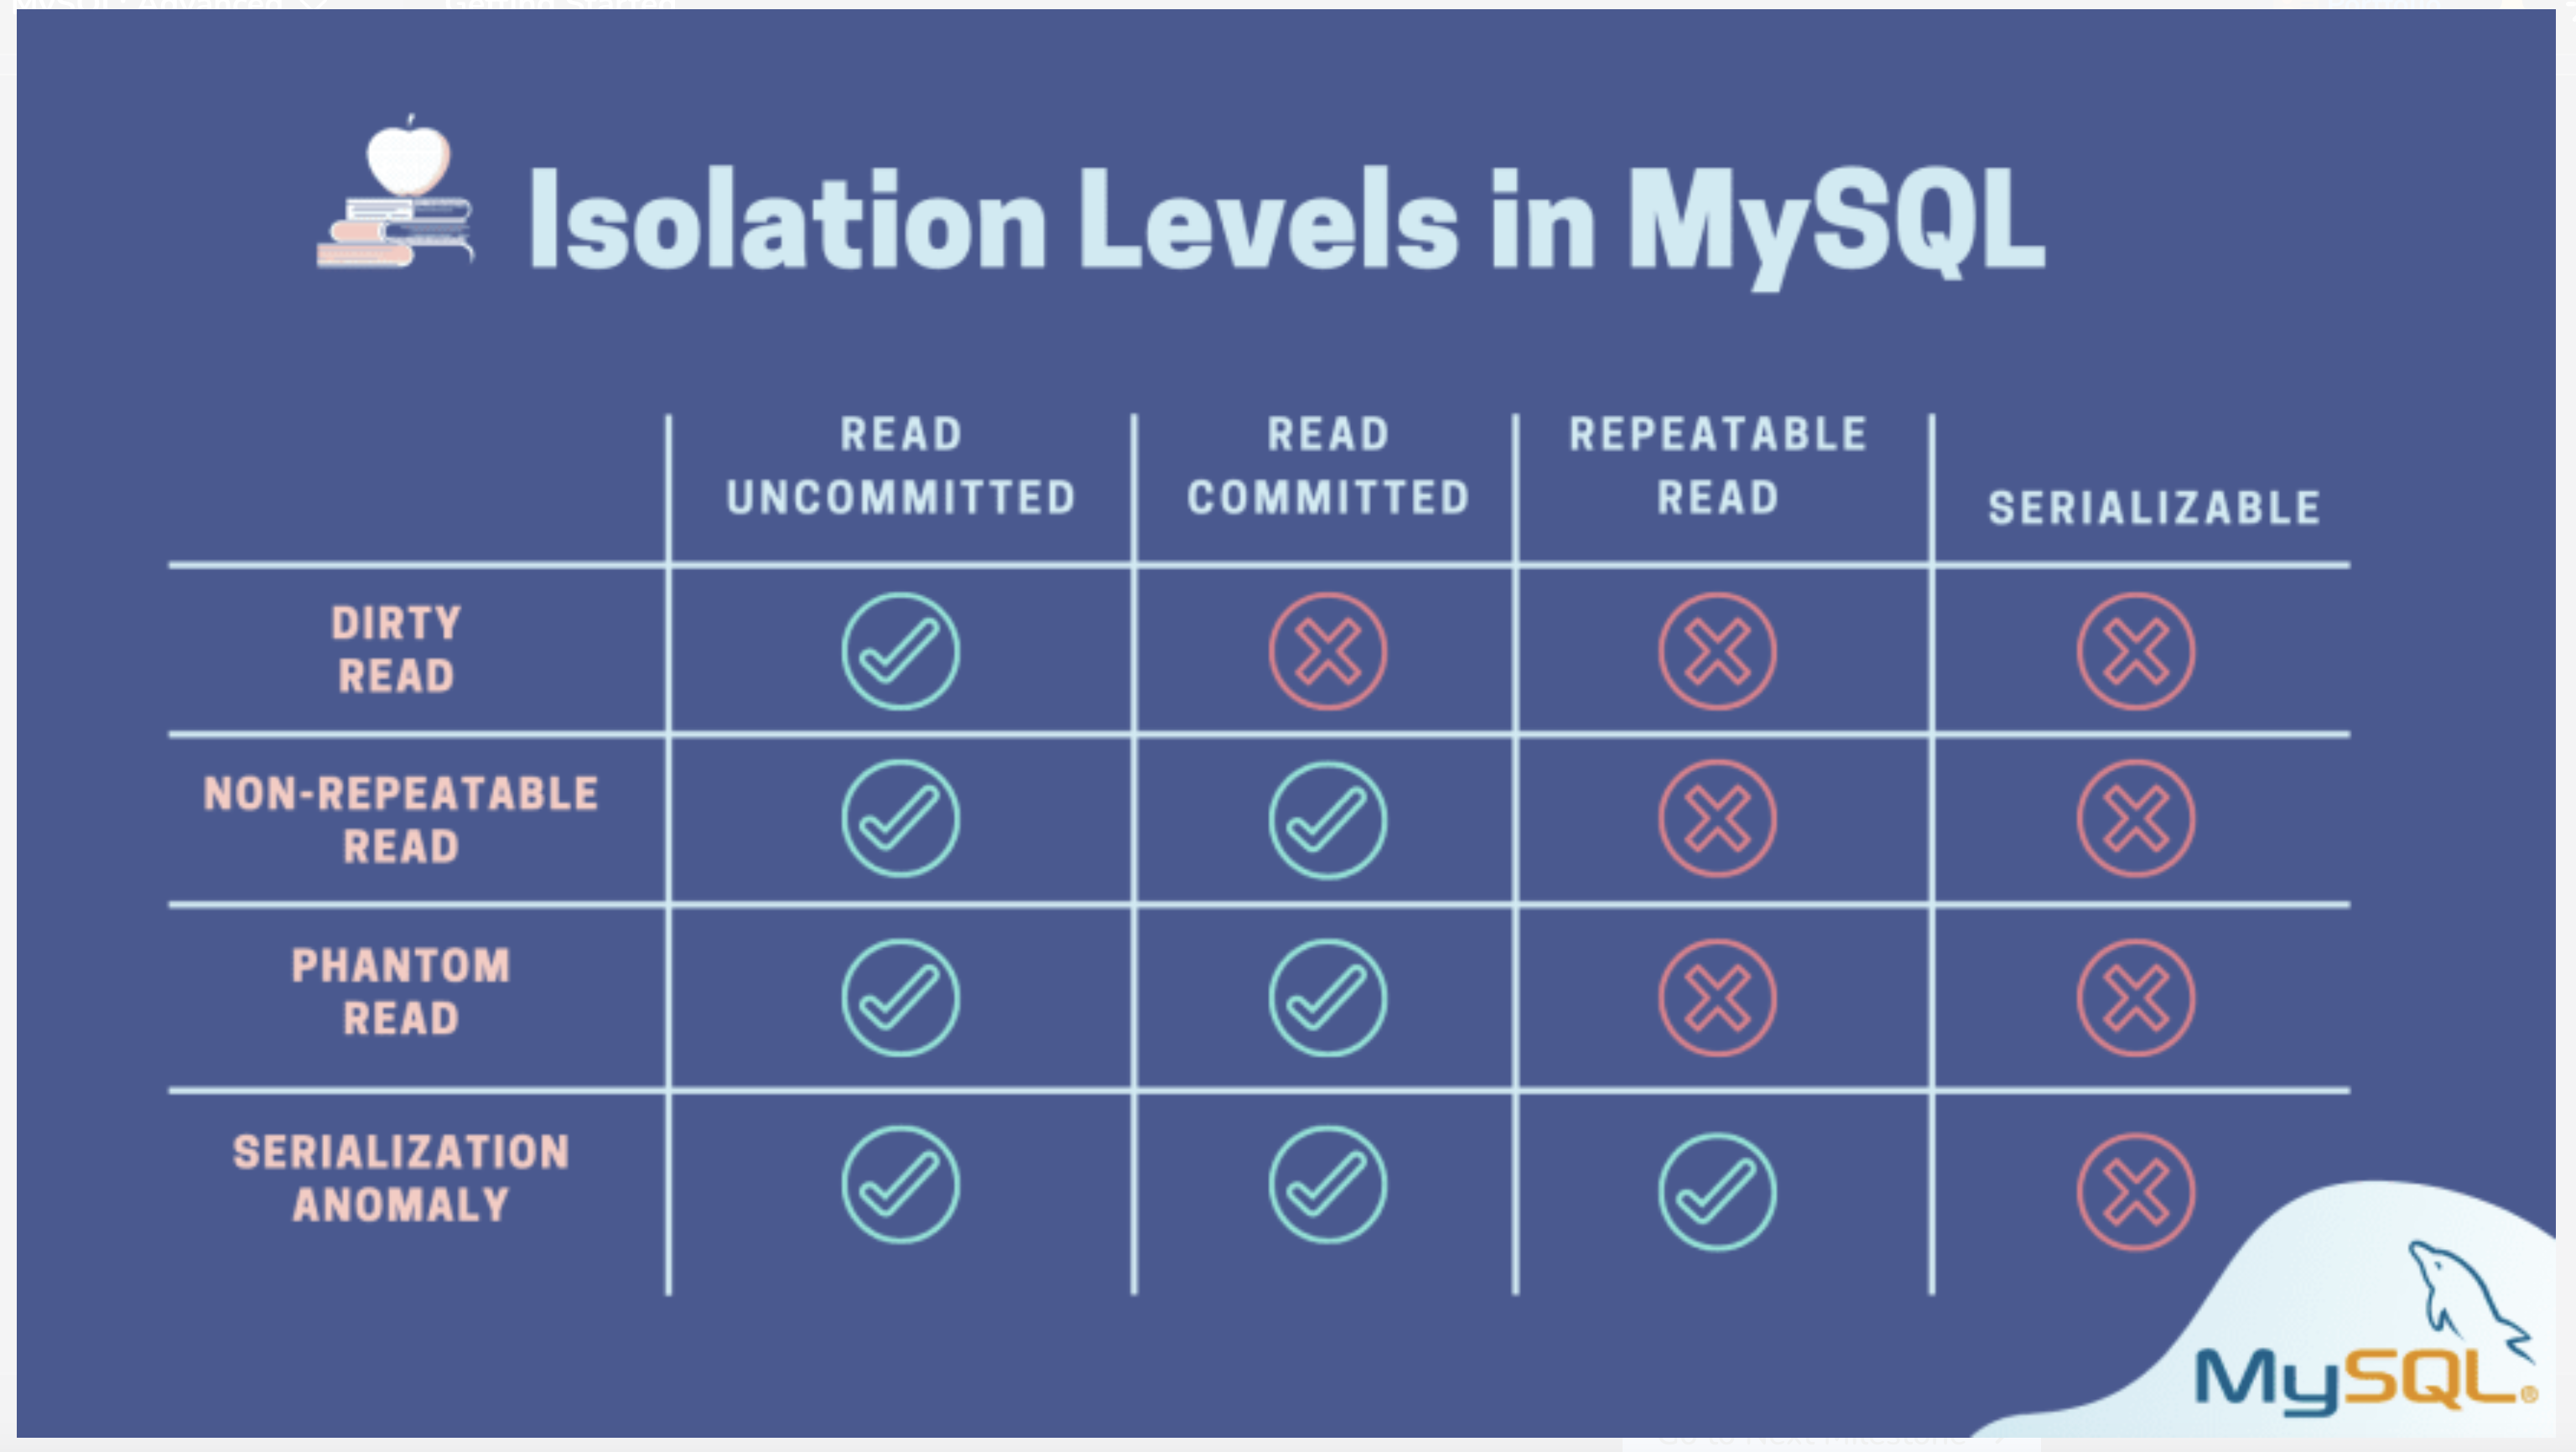 Isolation Levels in MySQL
READ
UNCOMMITTED
READ
COMMITTED
REPEATABLE
READ
SERIALIZABLE
DIRTY
READ
NON-REPEATABLE
READ
PHANTOM
READ
SERIALIZATION
ANOMALY
MySQL®